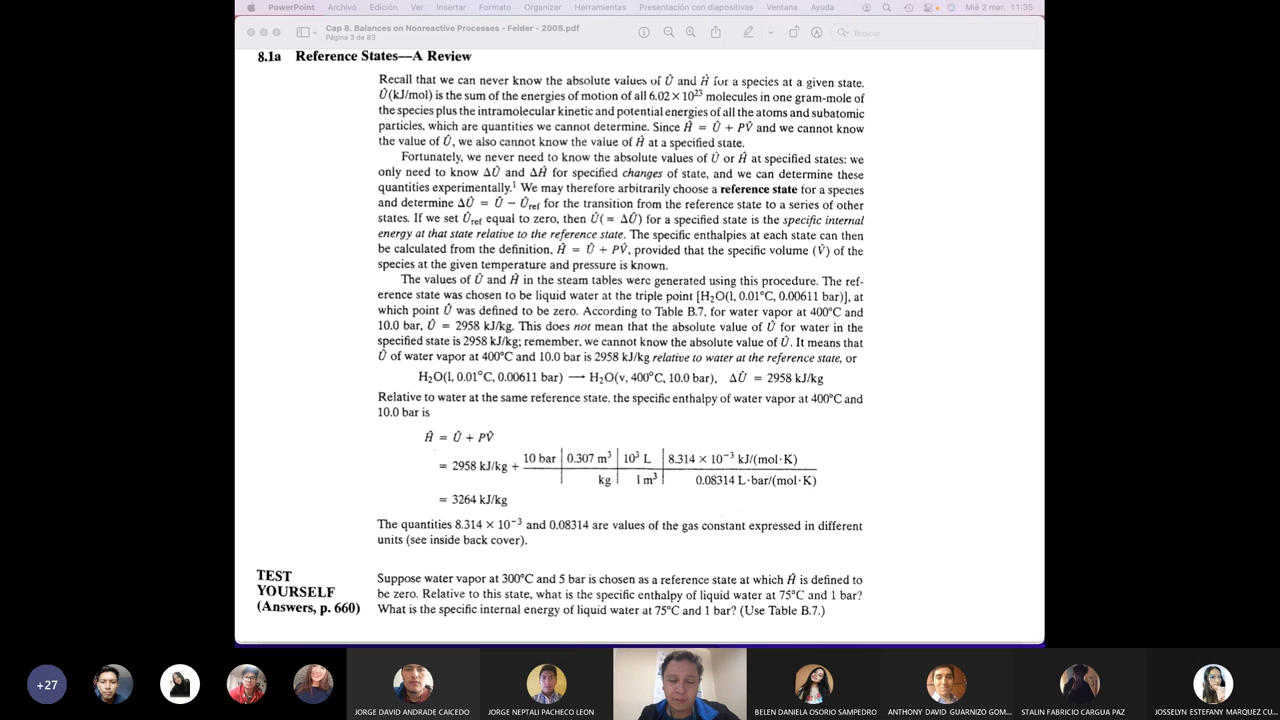 PowerPoint Archivo Edición Ver Insertar Formato Organizar Herramientas Presentación con diapositivas Ventana Ayuda Mié 2 mar. 11:35
Cap 8. Balances on Nonreactive Processes - Felder - 2005.pdf
Página 3 de 83
Buscar
8.1a Reference States—A Review
Recall that we can never know the absolute values of Û and Ĥ for a species at a given state.
Û(kJ/mol) is the sum of the energies of motion of all 6.02 × 10²³ molecules in one gram-mole of
the species plus the intramolecular kinetic and potential energies of all the atoms and subatomic
particles, which are quantities we cannot determine. Since Ĥ = Û + PV̂ and we cannot know
the value of Û, we also cannot know the value of Ĥ at a specified state.
Fortunately, we never need to know the absolute values of Û or Ĥ at specified states: we
only need to know ΔÛ and ΔĤ for specified changes of state, and we can determine these
quantities experimentally.¹ We may therefore arbitrarily choose a reference state for a species
and determine ΔÛ = Û − Ûref for the transition from the reference state to a series of other
states. If we set Ûref equal to zero, then Û(= ΔÛ) for a specified state is the specific internal
energy at that state relative to the reference state. The specific enthalpies at each state can then
be calculated from the definition, Ĥ = Û + PV̂, provided that the specific volume (V̂) of the
species at the given temperature and pressure is known.
The values of Û and Ĥ in the steam tables were generated using this procedure. The ref-
erence state was chosen to be liquid water at the triple point [H₂O(l, 0.01°C, 0.00611 bar)], at
which point Û was defined to be zero. According to Table B.7, for water vapor at 400°C and
10.0 bar, Û = 2958 kJ/kg. This does not mean that the absolute value of Û for water in the
specified state is 2958 kJ/kg; remember, we cannot know the absolute value of Û. It means that
Û of water vapor at 400°C and 10.0 bar is 2958 kJ/kg relative to water at the reference state, or
H₂O(l, 0.01°C, 0.00611 bar) ⟶ H₂O(v, 400°C, 10.0 bar), ΔÛ = 2958 kJ/kg
Relative to water at the same reference state, the specific enthalpy of water vapor at 400°C and
10.0 bar is
Ĥ = Û + PV̂
= 2958 kJ/kg + 10 bar | 0.307 m³ | 10³ L | 8.314 × 10⁻³ kJ/(mol·K)
kg | 1 m³ | 0.08314 L·bar/(mol·K)
= 3264 kJ/kg
The quantities 8.314 × 10⁻³ and 0.08314 are values of the gas constant expressed in different
units (see inside back cover).
TEST
YOURSELF
(Answers, p. 660)
Suppose water vapor at 300°C and 5 bar is chosen as a reference state at which Ĥ is defined to
be zero. Relative to this state, what is the specific enthalpy of liquid water at 75°C and 1 bar?
What is the specific internal energy of liquid water at 75°C and 1 bar? (Use Table B.7.)
+27
JORGE DAVID ANDRADE CAICEDO
JORGE NEPTALI PACHECO LEON
BELEN DANIELA OSORIO SAMPEDRO
ANTHONY DAVID GUARNIZO GOM...
STALIN FABRICIO CARGUA PAZ
JOSSELYN ESTEFANY MARQUEZ CU...